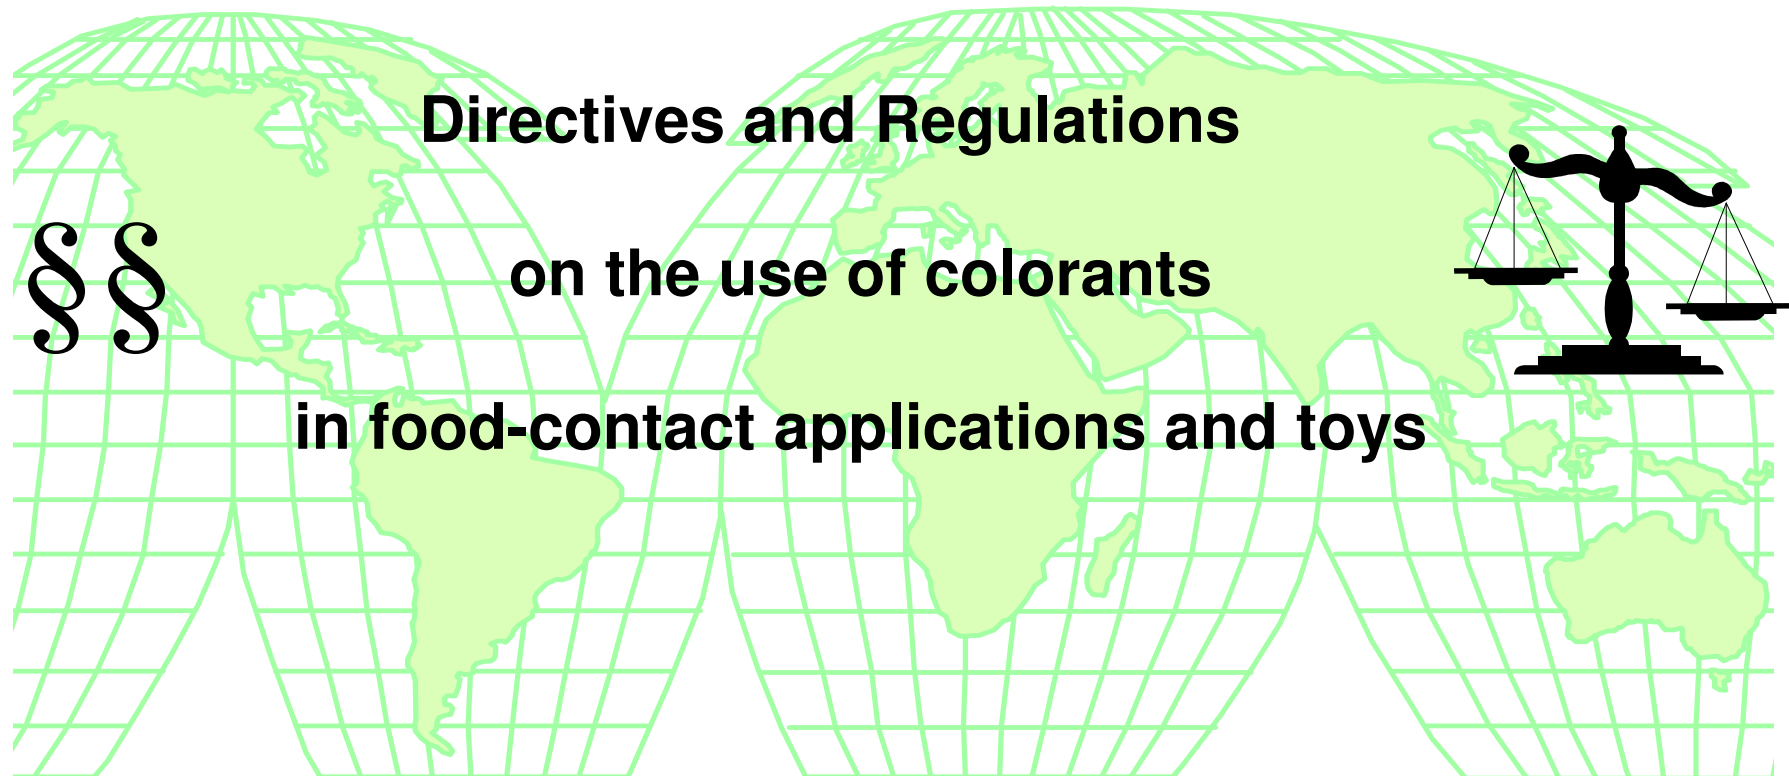 Directives and Regulations
§§
on the use of colorants
in food-contact applications and toys